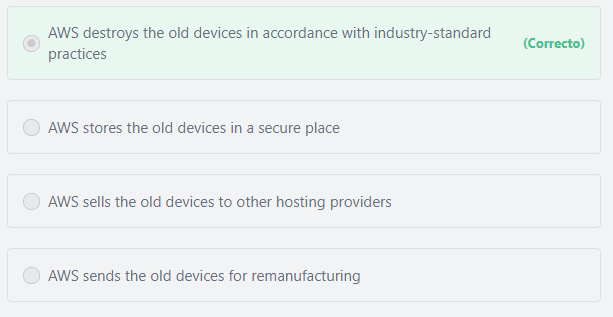 AWS destroys the old devices in accordance with industry-standard
practices
(Correcto)
AWS stores the old devices in a secure place
AWS sells the old devices to other hosting providers
AWS sends the old devices for remanufacturing